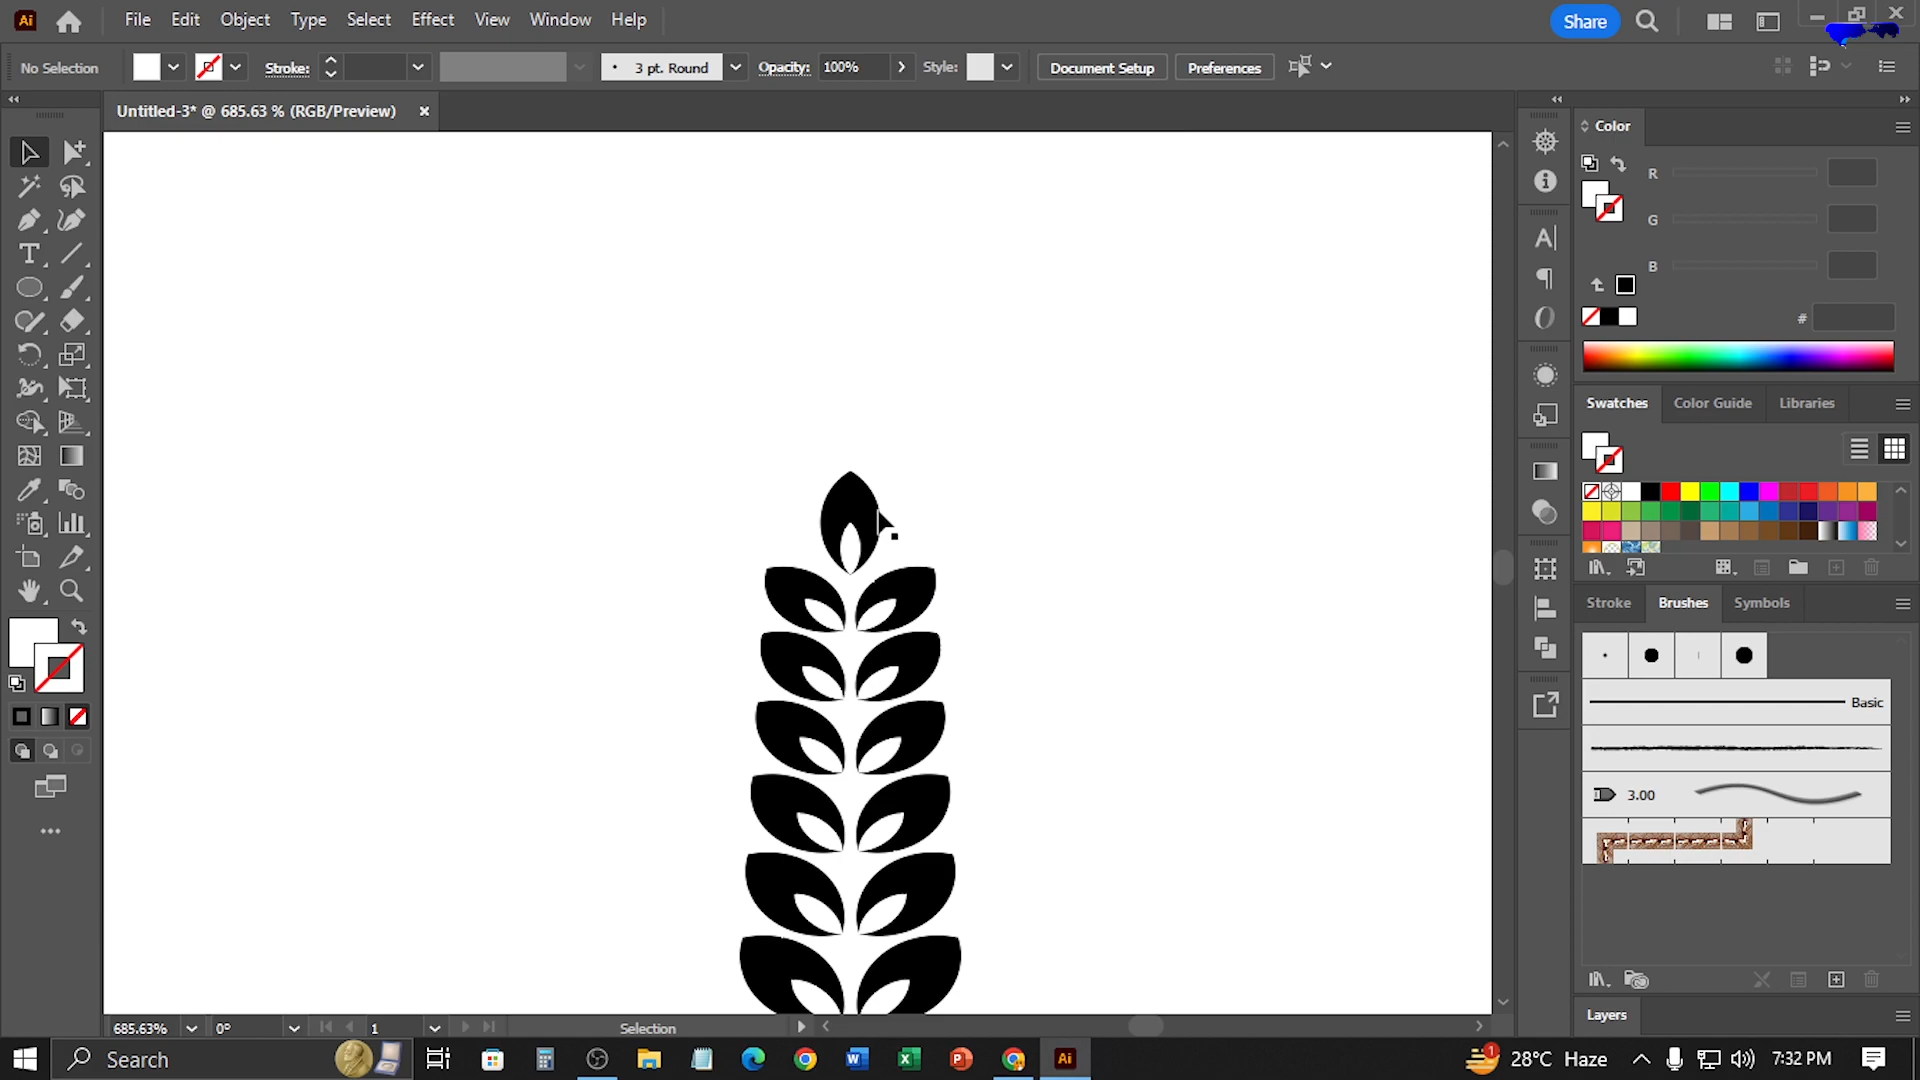 Ai File Edit Object Type Select Effect View Window Help Share
No Selection Stroke: 3 pt. Round Opacity: 100% Style: Document Setup Preferences
Untitled-3* @ 685.63 % (RGB/Preview)
Color
R
G
B
#
Swatches Color Guide Libraries
Stroke Brushes Symbols
Basic
3.00
Layers
685.63% 0° 1 Selection
Search 1 28°C Haze 7:32 PM